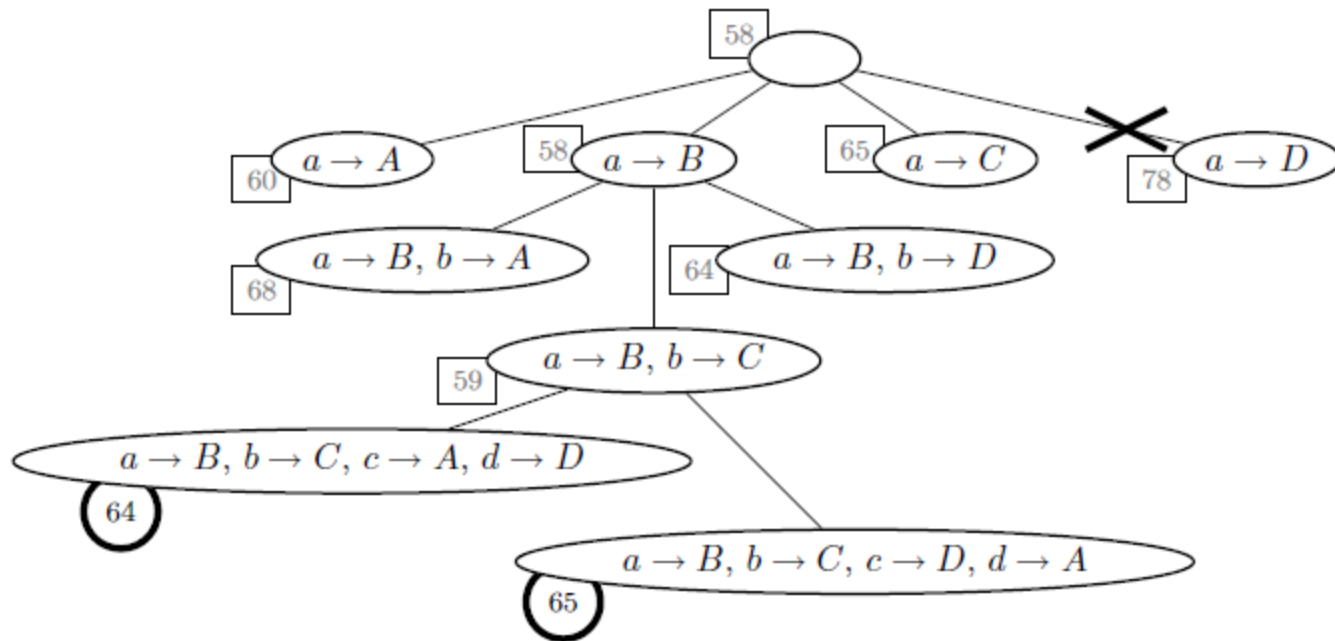 58
60 a → A
58 a → B
65 a → C
78 a → D
68 a → B, b → A
64 a → B, b → D
59 a → B, b → C
a → B, b → C, c → A, d → D
64
a → B, b → C, c → D, d → A
65